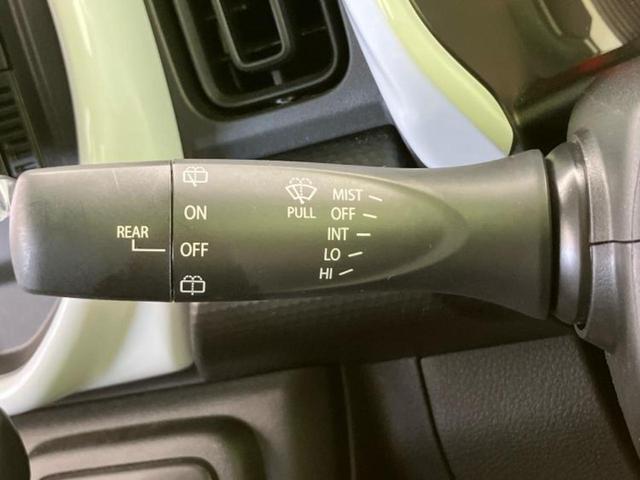 REAR
ON
OFF
PULL
MIST
OFF
INT
LO
HI